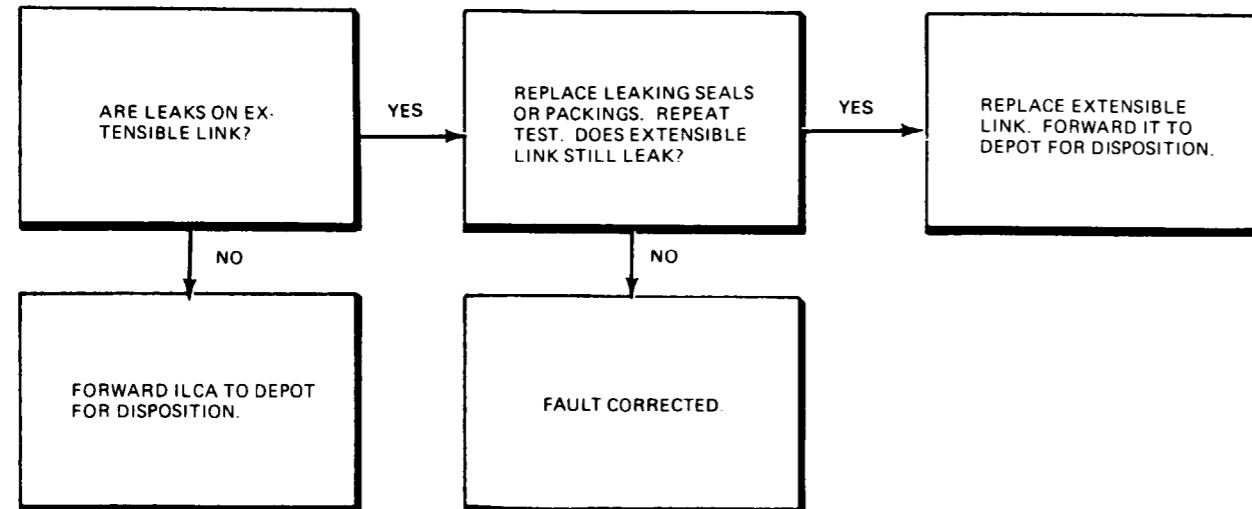 ARE LEAKS ON EX-
TENSIBLE LINK?
YES
REPLACE LEAKING SEALS
OR PACKINGS. REPEAT
TEST. DOES EXTENSIBLE
LINK STILL LEAK?
YES
REPLACE EXTENSIBLE
LINK. FORWARD IT TO
DEPOT FOR DISPOSITION.
NO
NO
FORWARD ILCA TO DEPOT
FOR DISPOSITION.
FAULT CORRECTED.